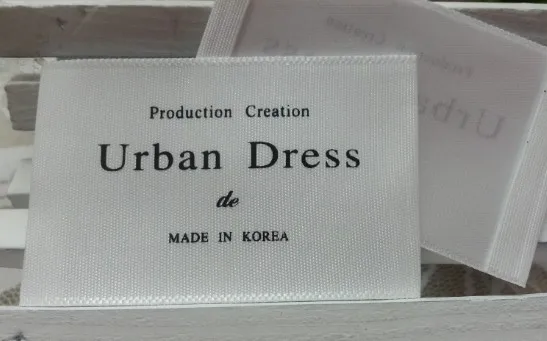 Production Creation
Urban Dress
de
MADE IN KOREA